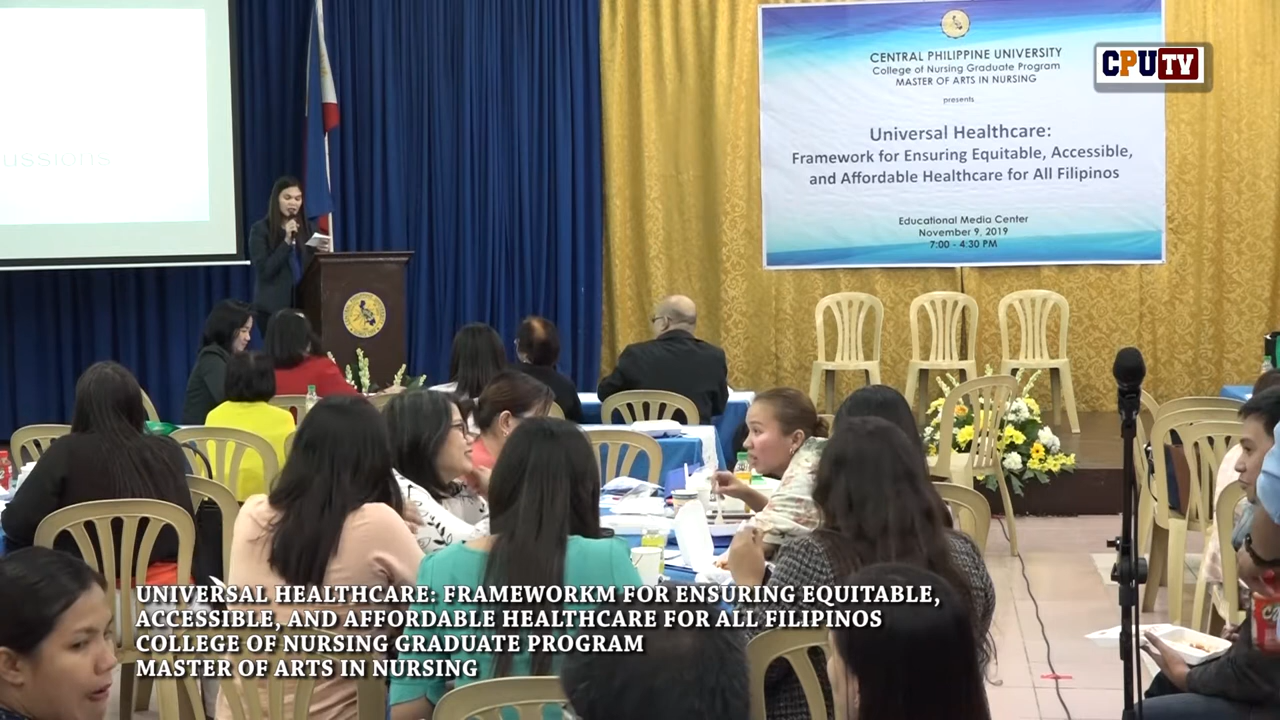 ussions
CENTRAL PHILIPPINE UNIVERSITY
College of Nursing Graduate Program
MASTER OF ARTS IN NURSING
presents
Universal Healthcare:
Framework for Ensuring Equitable, Accessible,
and Affordable Healthcare for All Filipinos
Educational Media Center
November 9, 2019
7:00 - 4:30 PM
CPUTV
UNIVERSAL HEALTHCARE: FRAMEWORKM FOR ENSURING EQUITABLE,
ACCESSIBLE, AND AFFORDABLE HEALTHCARE FOR ALL FILIPINOS
COLLEGE OF NURSING GRADUATE PROGRAM
MASTER OF ARTS IN NURSING